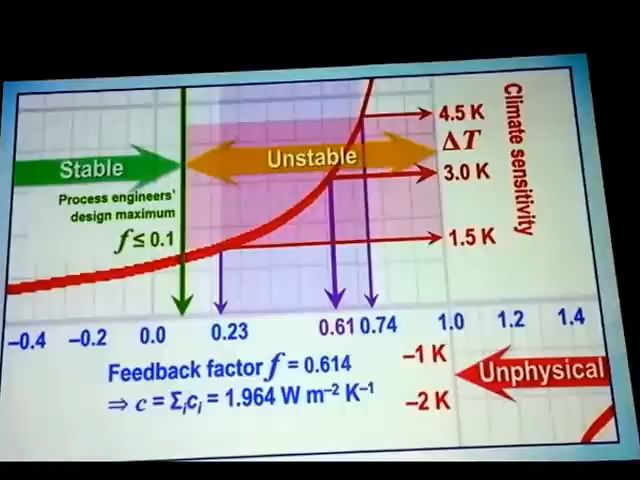 4.5 K
Climate sensitivity
ΔT
Stable
Unstable
3.0 K
Process engineers'
design maximum
f ≤ 0.1
1.5 K
–0.4 –0.2 0.0 0.23 0.61 0.74 1.0 1.2 1.4
Feedback factor f = 0.614
–1 K
Unphysical
⇒ c = Σᵢcᵢ = 1.964 W m⁻² K⁻¹
–2 K